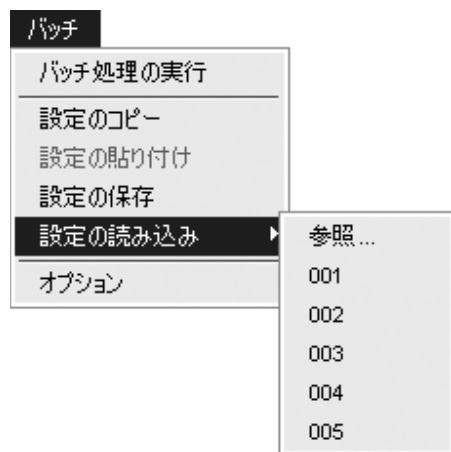 バッチ
バッチ処理の実行
設定のコピー
設定の貼り付け
設定の保存
設定の読み込み
オプション
参照...
001
002
003
004
005